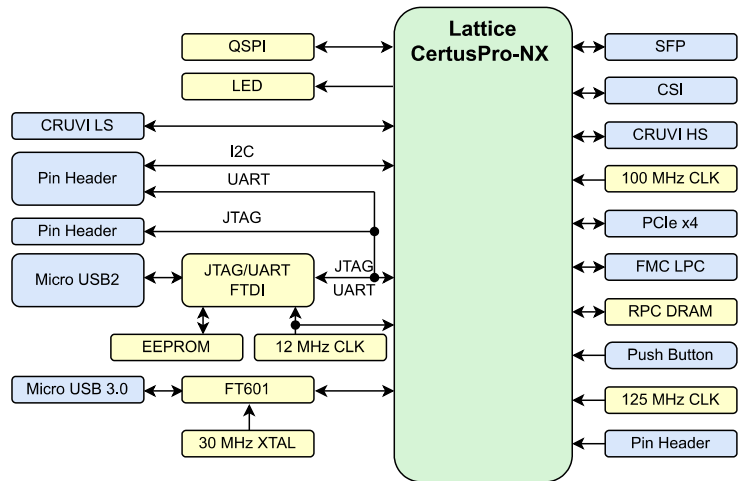 Lattice
CertusPro-NX
QSPI
LED
CRUVI LS
I2C
Pin Header
UART
JTAG
Pin Header
Micro USB2
JTAG/UART
FTDI
JTAG
UART
EEPROM
12 MHz CLK
Micro USB 3.0
FT601
30 MHz XTAL
SFP
CSI
CRUVI HS
100 MHz CLK
PCIe x4
FMC LPC
RPC DRAM
Push Button
125 MHz CLK
Pin Header